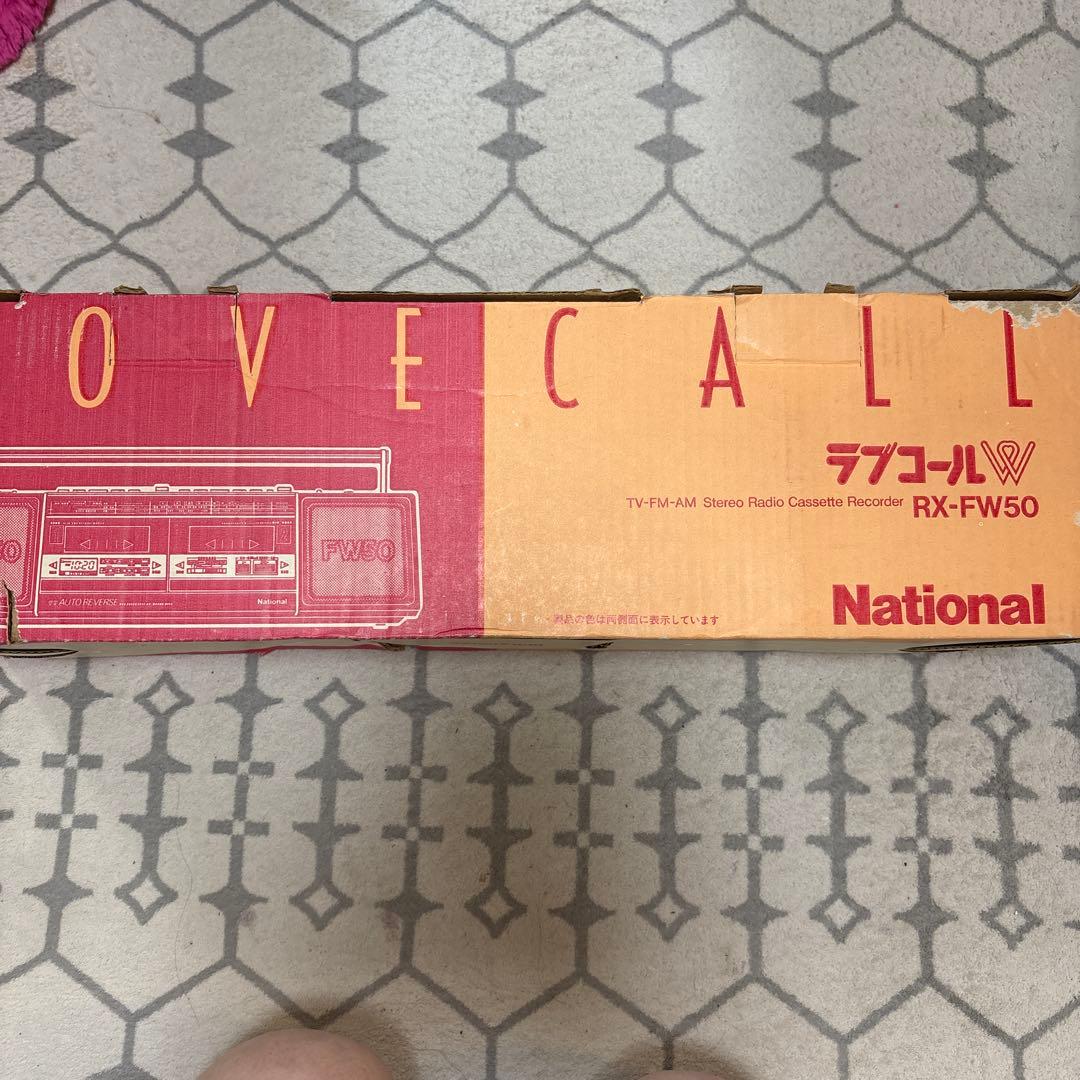 OVE CALL
ラブコールW
TV-FM-AM Stereo Radio Cassette Recorder RX-FW50
FW50
10:20
AUTO REVERSE
National
・製品の色は両側面に表示しています
National